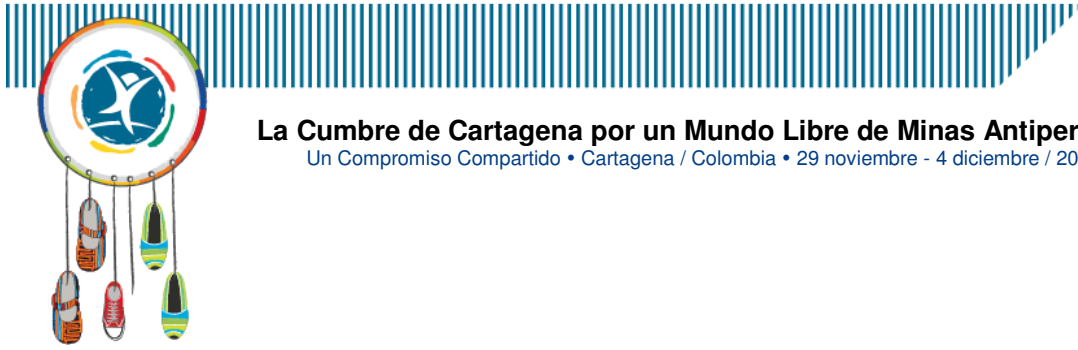 La Cumbre de Cartagena por un Mundo Libre de Minas Antiper
Un Compromiso Compartido • Cartagena / Colombia • 29 noviembre - 4 diciembre / 20